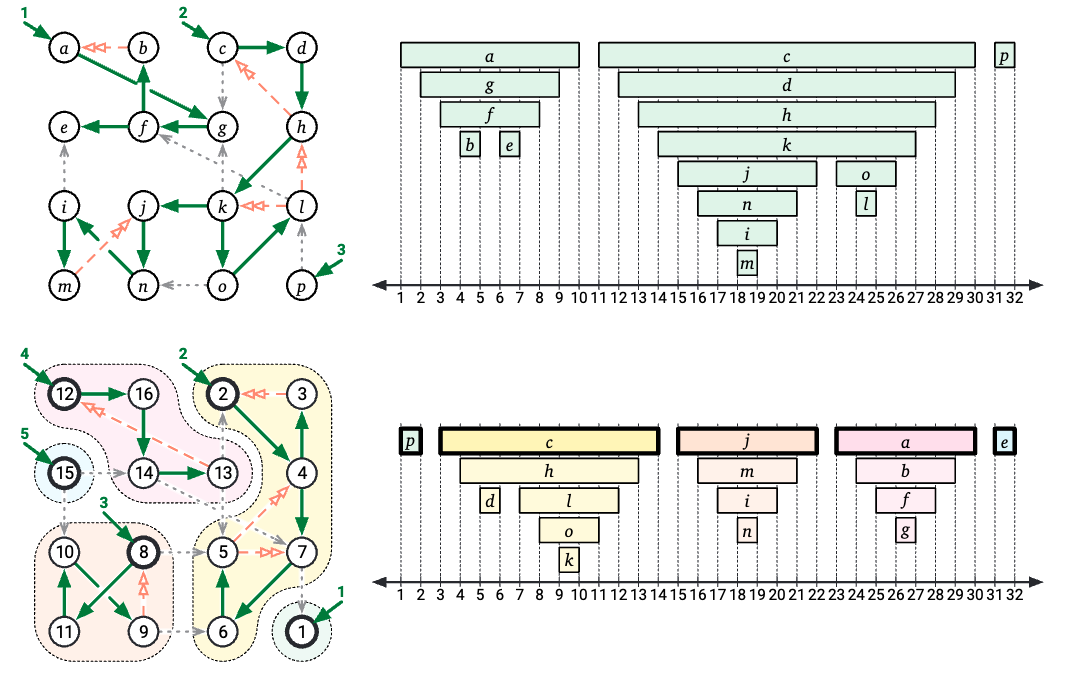 1 2
a b c d
e f g h
i j k l
3
m n o p
a c p
g d
f h
b e k
j o
n l
i
m
1 2 3 4 5 6 7 8 9 10 11 12 13 14 15 16 17 18 19 20 21 22 23 24 25 26 27 28 29 30 31 32
4 2
12 16 2 3
5
15 14 13 4
3
10 8 5 7
1
11 9 6 1
p c j a e
h m b
d l i f
o n g
k
1 2 3 4 5 6 7 8 9 10 11 12 13 14 15 16 17 18 19 20 21 22 23 24 25 26 27 28 29 30 31 32